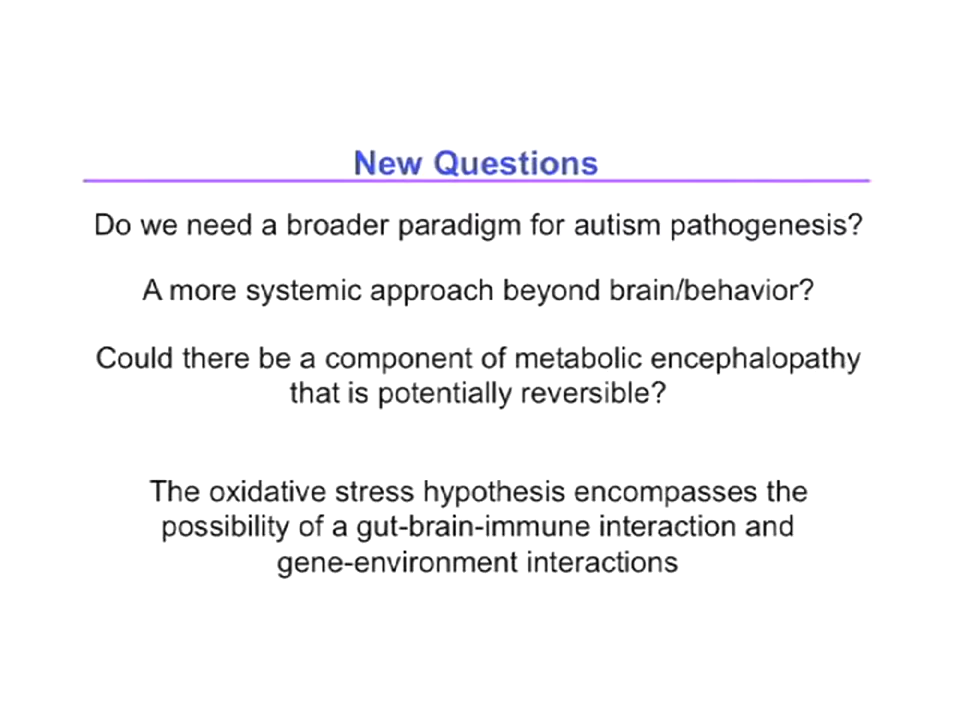 New Questions
Do we need a broader paradigm for autism pathogenesis?
A more systemic approach beyond brain/behavior?
Could there be a component of metabolic encephalopathy
that is potentially reversible?
The oxidative stress hypothesis encompasses the
possibility of a gut-brain-immune interaction and
gene-environment interactions